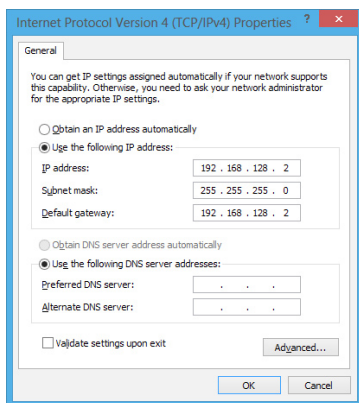 Internet Protocol Version 4 (TCP/IPv4) Properties ? ×
General
You can get IP settings assigned automatically if your network supports
this capability. Otherwise, you need to ask your network administrator
for the appropriate IP settings.
Obtain an IP address automatically
Use the following IP address:
IP address: 192 . 168 . 128 . 2
Subnet mask: 255 . 255 . 255 . 0
Default gateway: 192 . 168 . 128 . 2
Obtain DNS server address automatically
Use the following DNS server addresses:
Preferred DNS server: . . .
Alternate DNS server: . . .
Validate settings upon exit
Advanced...
OK Cancel